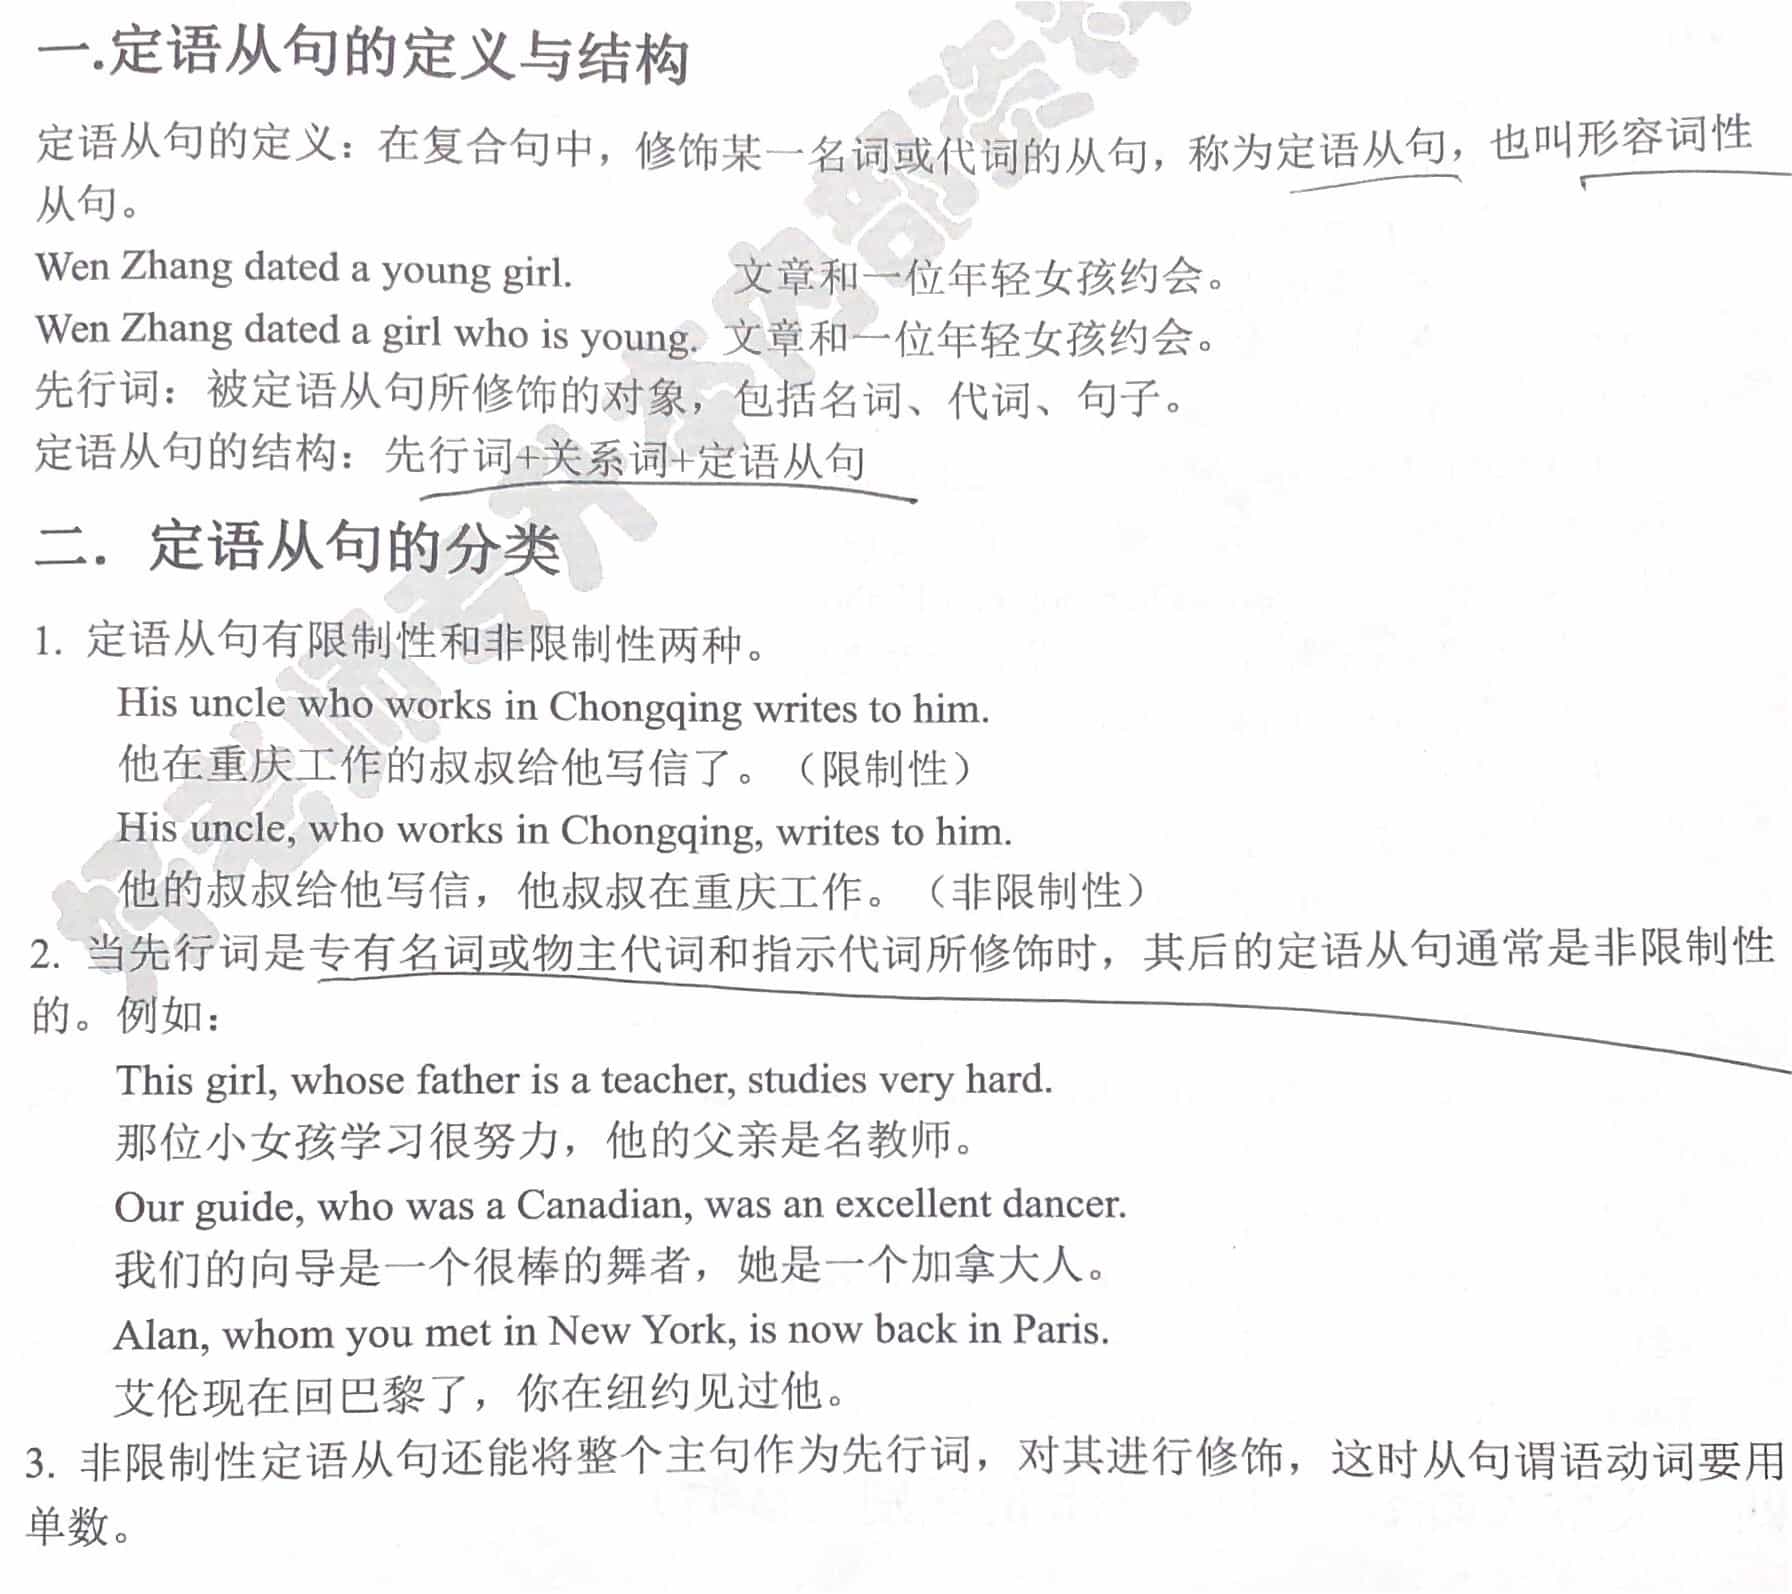 一.定语从句的定义与结构
定语从句的定义：在复合句中，修饰某一名词或代词的从句，称为定语从句，也叫形容词性
从句。
Wen Zhang dated a young girl. 文章和一位年轻女孩约会。
Wen Zhang dated a girl who is young. 文章和一位年轻女孩约会。
先行词：被定语从句所修饰的对象，包括名词、代词、句子。
定语从句的结构：先行词+关系词+定语从句
二．定语从句的分类
1. 定语从句有限制性和非限制性两种。
His uncle who works in Chongqing writes to him.
他在重庆工作的叔叔给他写信了。（限制性）
His uncle, who works in Chongqing, writes to him.
他的叔叔给他写信，他叔叔在重庆工作。（非限制性）
2. 当先行词是专有名词或物主代词和指示代词所修饰时，其后的定语从句通常是非限制性
的。例如：
This girl, whose father is a teacher, studies very hard.
那位小女孩学习很努力，他的父亲是名教师。
Our guide, who was a Canadian, was an excellent dancer.
我们的向导是一个很棒的舞者，她是一个加拿大人。
Alan, whom you met in New York, is now back in Paris.
艾伦现在回巴黎了，你在纽约见过他。
3. 非限制性定语从句还能将整个主句作为先行词，对其进行修饰，这时从句谓语动词要用
单数。
好老师专升本内部资料